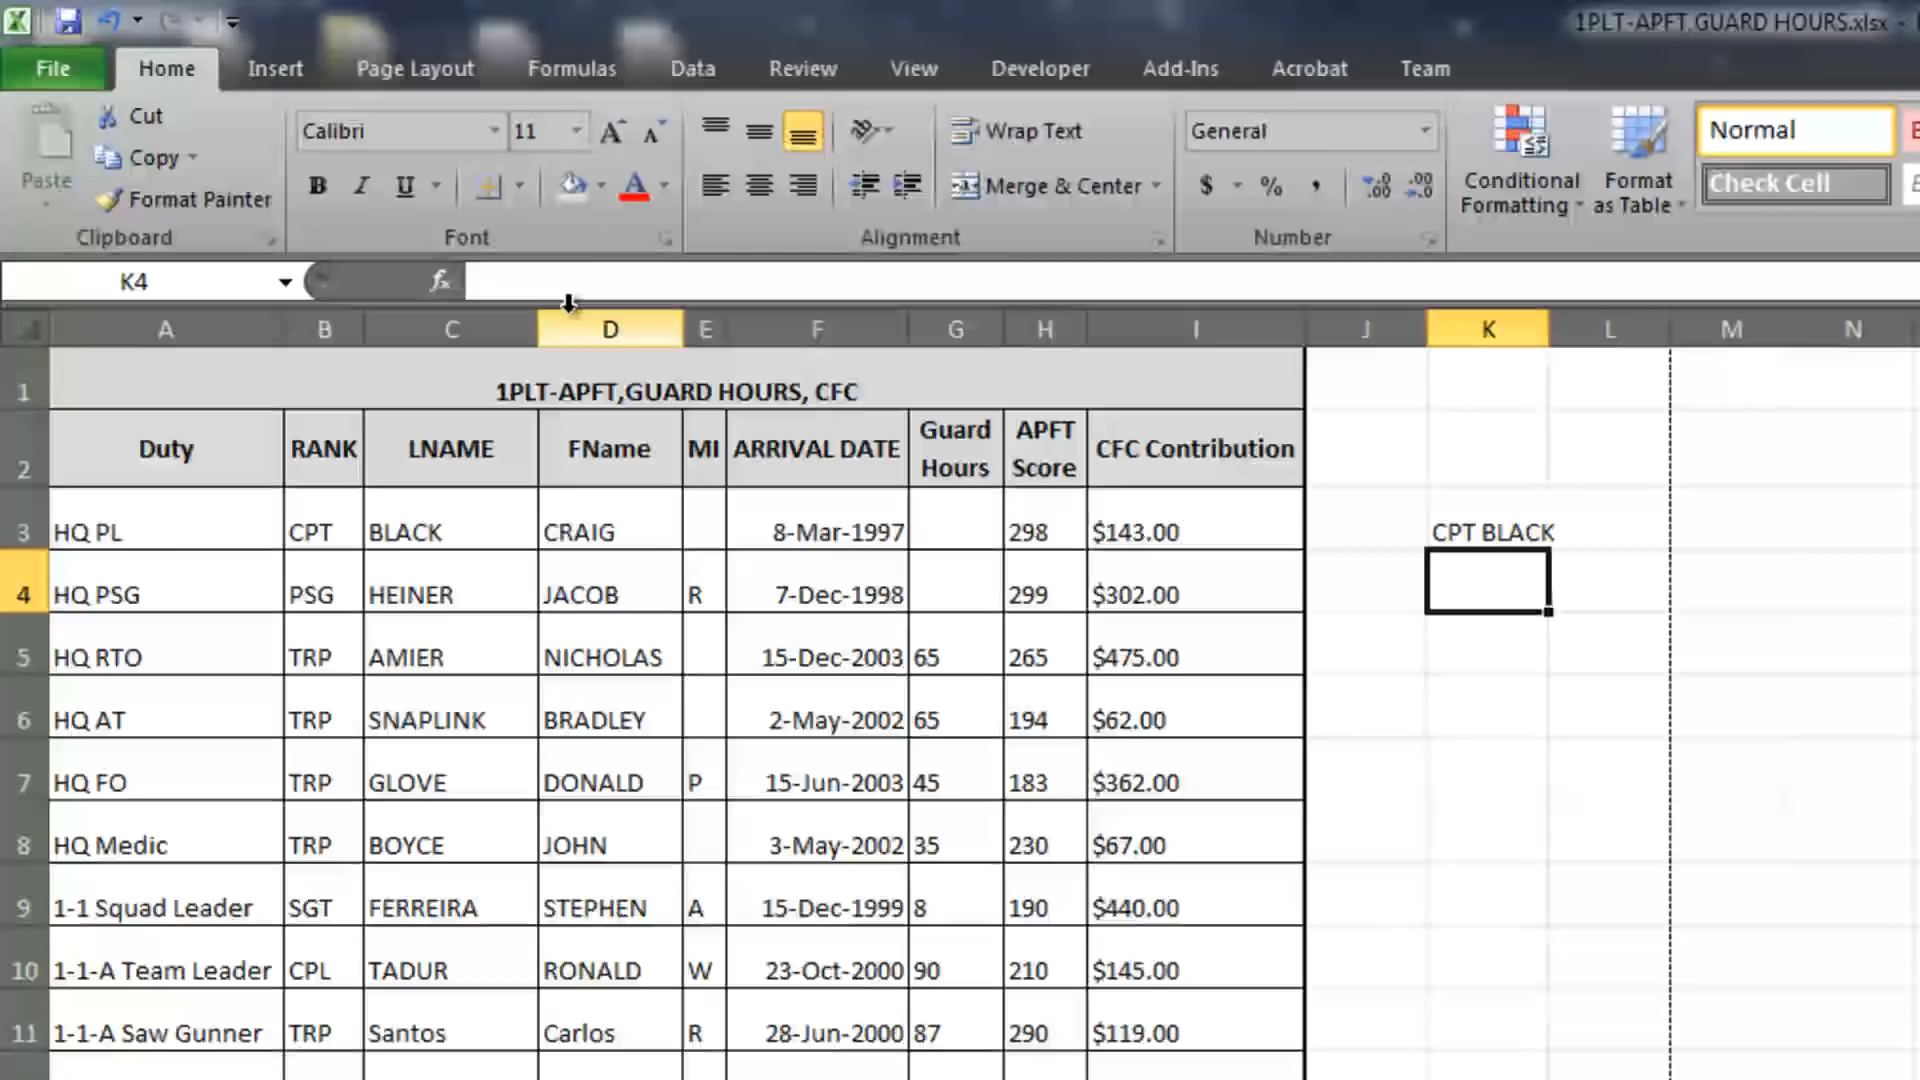 1PLT-APFT,GUARD HOURS.xlsx -
File Home Insert Page Layout Formulas Data Review View Developer Add-Ins Acrobat Team
Paste
Cut
Copy
Format Painter
Clipboard
Calibri 11
B I U A
Font
Wrap Text
Merge & Center
Alignment
General
$ % , .00 .00
Number
Conditional Formatting
Format as Table
Normal
Check Cell
K4 fx
A B C D E F G H I J K L M N
1 1PLT-APFT,GUARD HOURS, CFC
2 Duty RANK LNAME FName MI ARRIVAL DATE Guard Hours APFT Score CFC Contribution
3 HQ PL CPT BLACK CRAIG 8-Mar-1997 298 $143.00 CPT BLACK
4 HQ PSG PSG HEINER JACOB R 7-Dec-1998 299 $302.00
5 HQ RTO TRP AMIER NICHOLAS 15-Dec-2003 65 265 $475.00
6 HQ AT TRP SNAPLINK BRADLEY 2-May-2002 65 194 $62.00
7 HQ FO TRP GLOVE DONALD P 15-Jun-2003 45 183 $362.00
8 HQ Medic TRP BOYCE JOHN 3-May-2002 35 230 $67.00
9 1-1 Squad Leader SGT FERREIRA STEPHEN A 15-Dec-1999 8 190 $440.00
10 1-1-A Team Leader CPL TADUR RONALD W 23-Oct-2000 90 210 $145.00
11 1-1-A Saw Gunner TRP Santos Carlos R 28-Jun-2000 87 290 $119.00